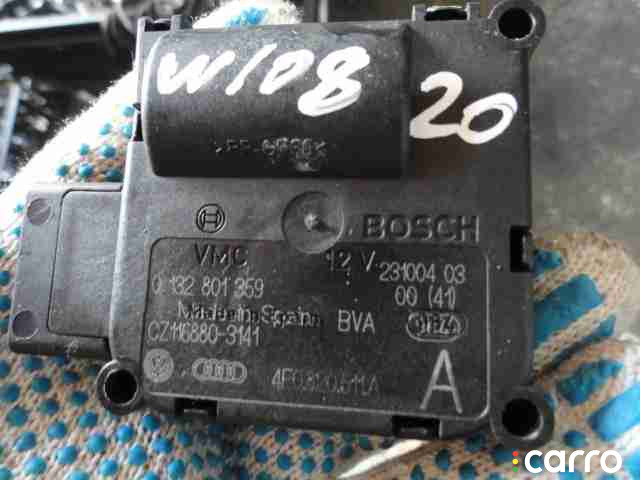 W108 20
BOSCH
VMC 12 V 231004 03
0 132 801 359 00 (41)
Made in Spain BVA
CZ116880-3141
A
carro